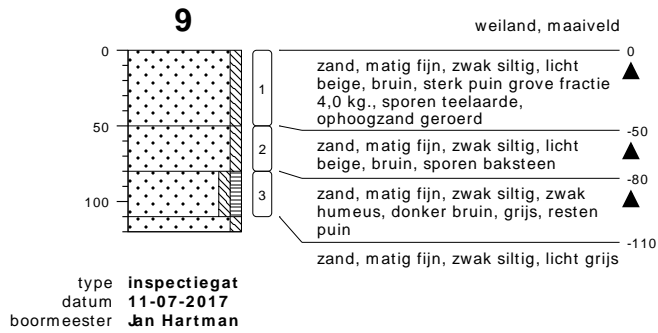 9
weiland, maaiveld
0
0
zand, matig fijn, zwak siltig, licht
beige, bruin, sterk puin grove fractie
4,0 kg., sporen teelaarde,
ophoogzand geroerd
1
50
-50
zand, matig fijn, zwak siltig, licht
beige, bruin, sporen baksteen
2
-80
zand, matig fijn, zwak siltig, zwak
humeus, donker bruin, grijs, resten
puin
3
100
-110
zand, matig fijn, zwak siltig, licht grijs
type inspectiegat
datum 11-07-2017
boormeester Jan Hartman